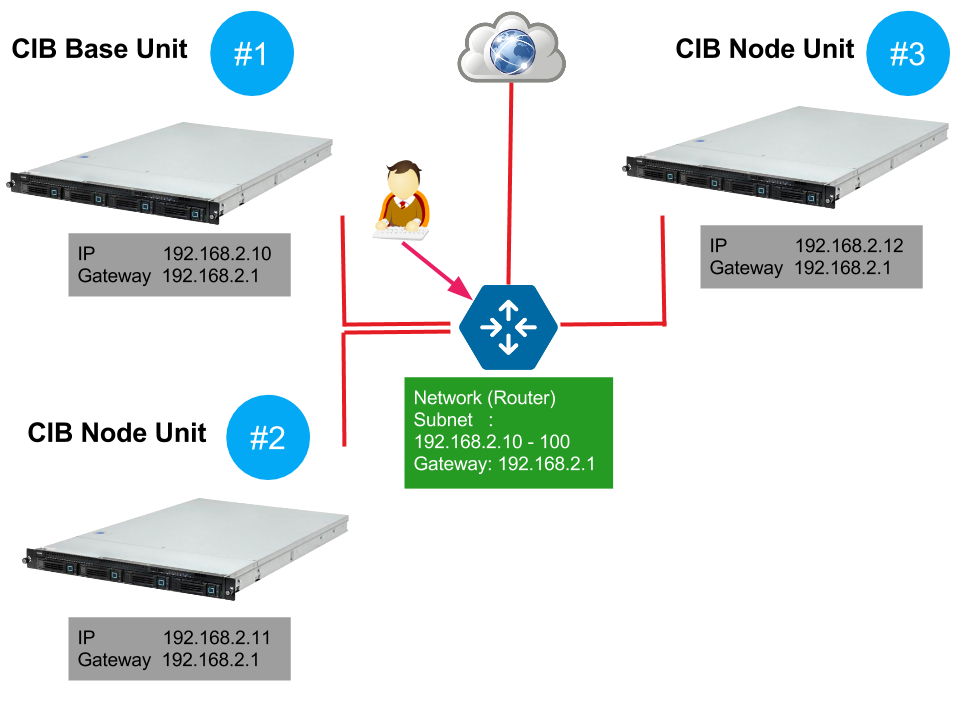 CIB Base Unit
#1
IP 192.168.2.10
Gateway 192.168.2.1
CIB Node Unit
#3
IP 192.168.2.12
Gateway 192.168.2.1
Network (Router)
Subnet :
192.168.2.10 - 100
Gateway: 192.168.2.1
CIB Node Unit
#2
IP 192.168.2.11
Gateway 192.168.2.1